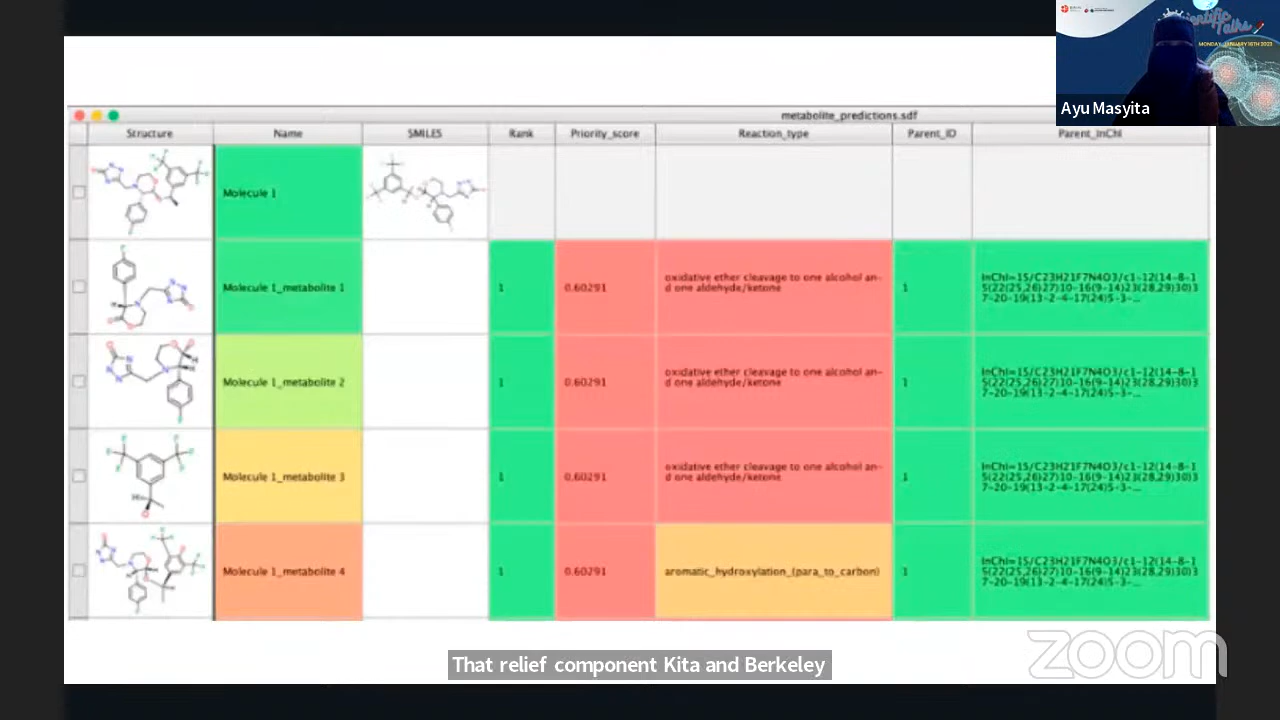 Scientific
Talks
MONDAY, JANUARY 16TH 2023
Ayu Masyita
metabolite_predictions.sdf
Structure Name SMILES Rank Priority_score Reaction_type Parent_ID Parent_InChI
Molecule 1
Molecule 1_metabolite 1 1 0.60291 oxidative ether cleavage to one alcohol an-
d one aldehyde/ketone 1 InChI=1S/C23H21F7N4O3/c1-12(14-8-1
5(22(25,26)27)10-16(9-14)23(28,29)30)3
7-20-19(13-2-4-17(24)5-3-...
Molecule 1_metabolite 2 1 0.60291 oxidative ether cleavage to one alcohol an-
d one aldehyde/ketone 1 InChI=1S/C23H21F7N4O3/c1-12(14-8-1
5(22(25,26)27)10-16(9-14)23(28,29)30)3
7-20-19(13-2-4-17(24)5-3-...
Molecule 1_metabolite 3 1 0.60291 oxidative ether cleavage to one alcohol an-
d one aldehyde/ketone 1 InChI=1S/C23H21F7N4O3/c1-12(14-8-1
5(22(25,26)27)10-16(9-14)23(28,29)30)3
7-20-19(13-2-4-17(24)5-3-...
Molecule 1_metabolite 4 1 0.60291 aromatic_hydroxylation_(para_to_carbon) 1 InChI=1S/C23H21F7N4O3/c1-12(14-8-1
5(22(25,26)27)10-16(9-14)23(28,29)30)3
7-20-19(13-2-4-17(24)5-3-...
That relief component Kita and Berkeley
zoom